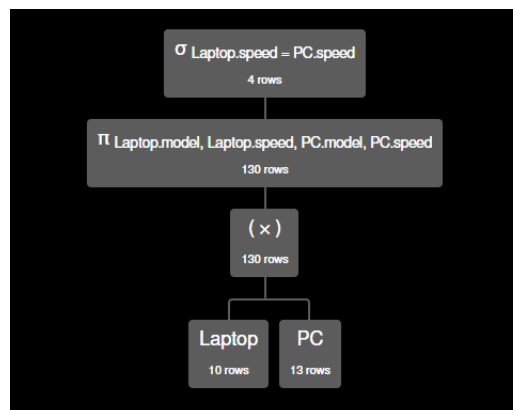 σ Laptop.speed = PC.speed
4 rows
π Laptop.model, Laptop.speed, PC.model, PC.speed
130 rows
( × )
130 rows
Laptop PC
10 rows 13 rows